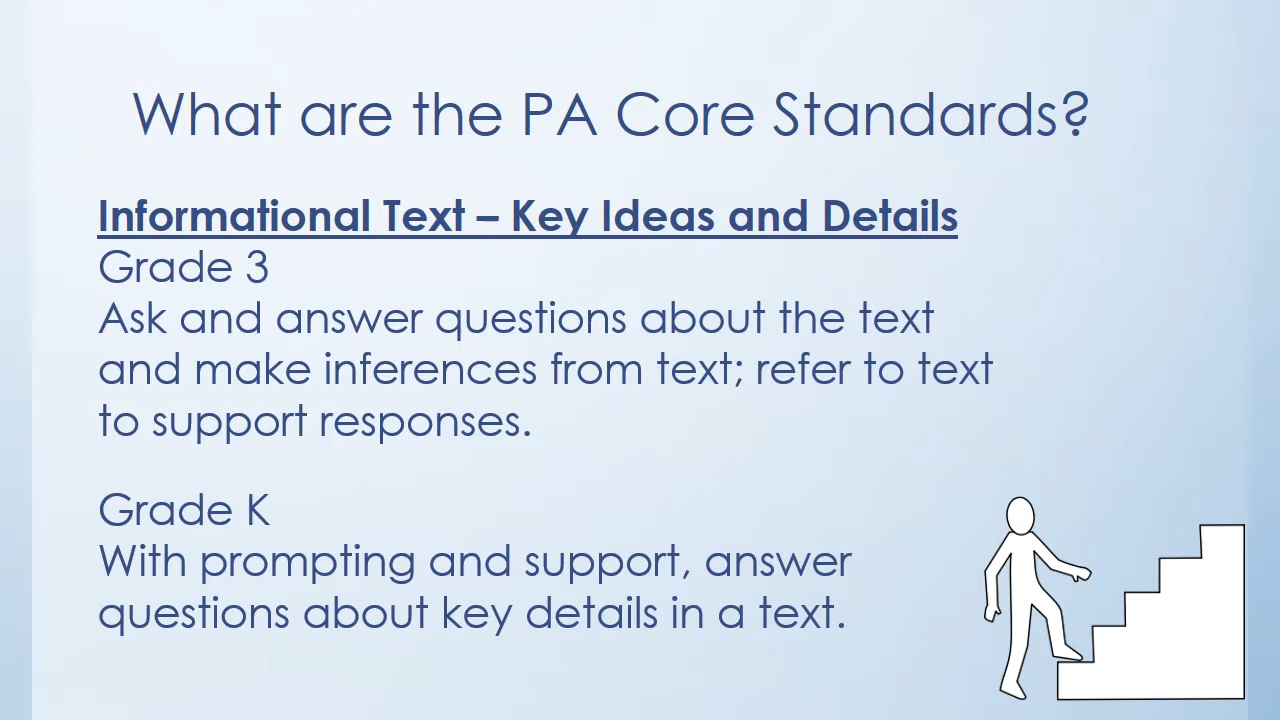 What are the PA Core Standards?
Informational Text – Key Ideas and Details
Grade 3
Ask and answer questions about the text
and make inferences from text; refer to text
to support responses.
Grade K
With prompting and support, answer
questions about key details in a text.